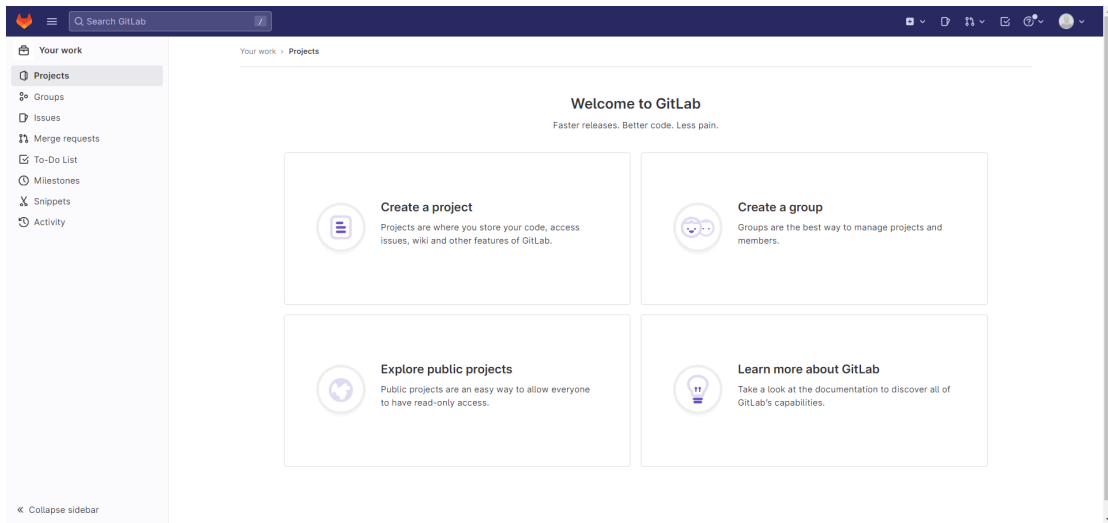 Search GitLab /
Your work
Projects
Groups
Issues
Merge requests
To-Do List
Milestones
Snippets
Activity
Collapse sidebar
Your work › Projects
Welcome to GitLab
Faster releases. Better code. Less pain.
Create a project
Projects are where you store your code, access
issues, wiki and other features of GitLab.
Create a group
Groups are the best way to manage projects and
members.
Explore public projects
Public projects are an easy way to allow everyone
to have read-only access.
Learn more about GitLab
Take a look at the documentation to discover all of
GitLab's capabilities.